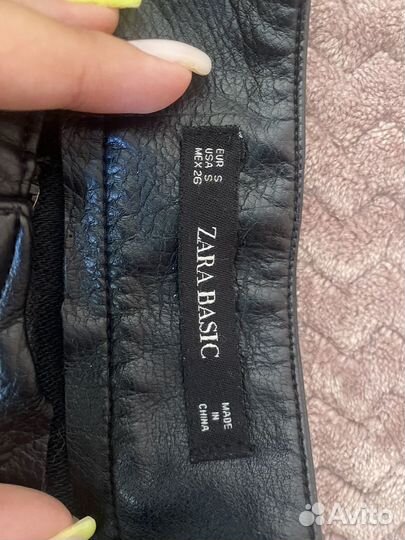 EUR S
USA S
MEX 26
ZARA BASIC
MADE
IN
CHINA
Avito